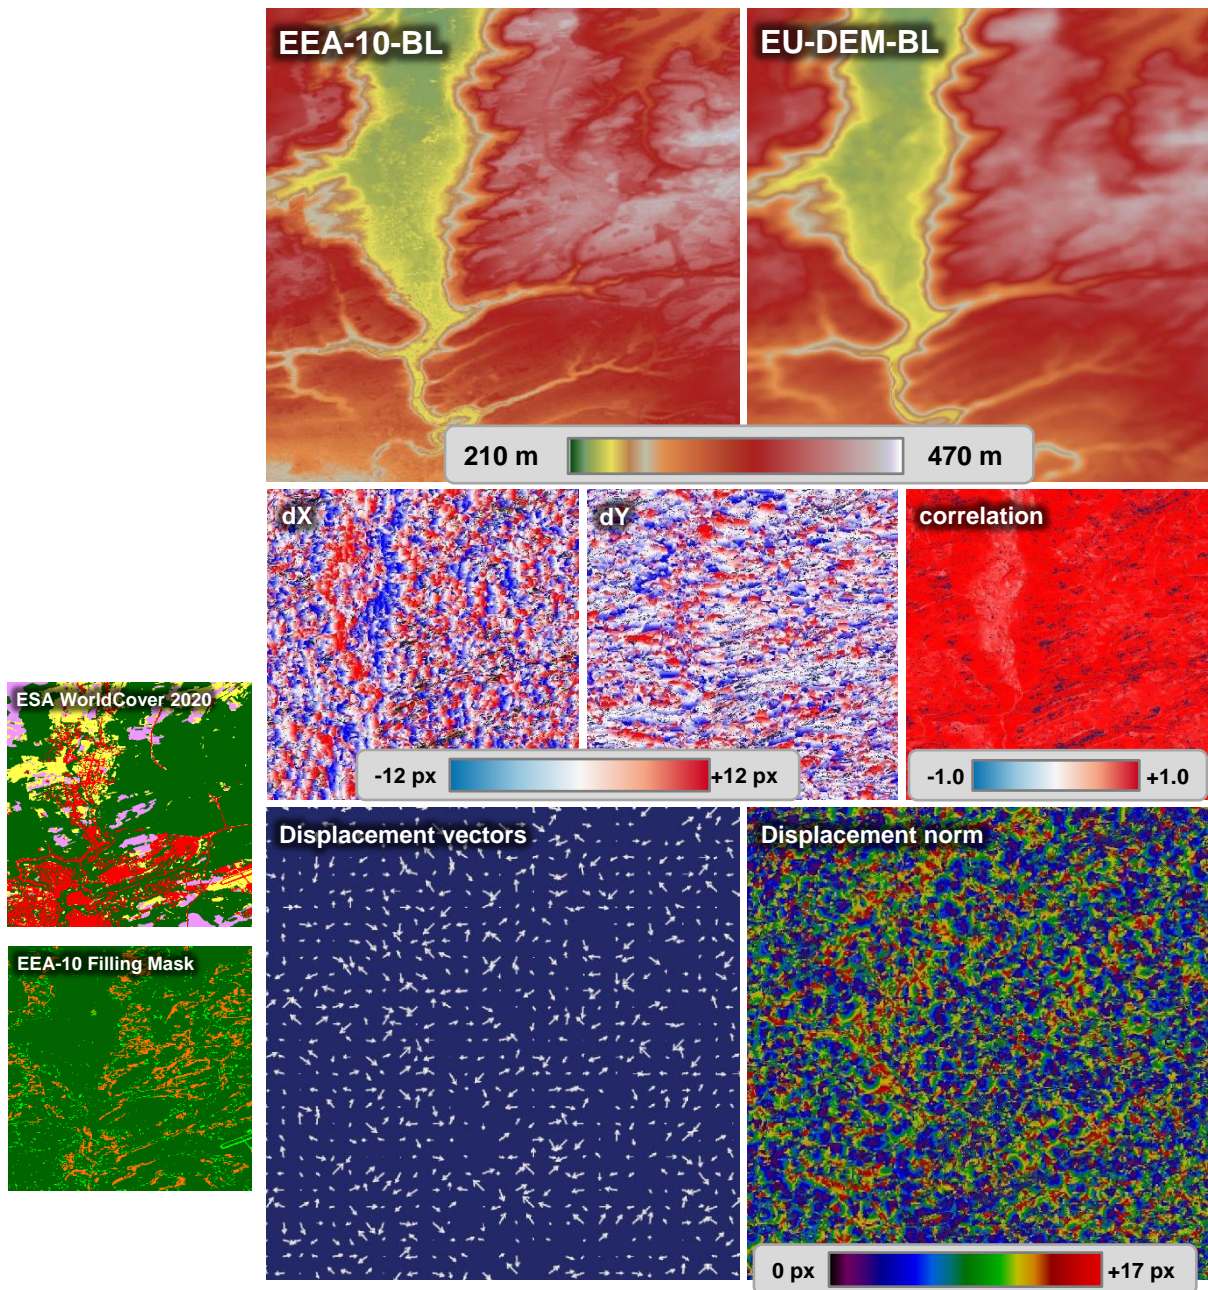 EEA-10-BL
EU-DEM-BL
210 m
470 m
dX
dY
correlation
-12 px
+12 px
-1.0
+1.0
ESA WorldCover 2020
Displacement vectors
Displacement norm
EEA-10 Filling Mask
0 px
+17 px